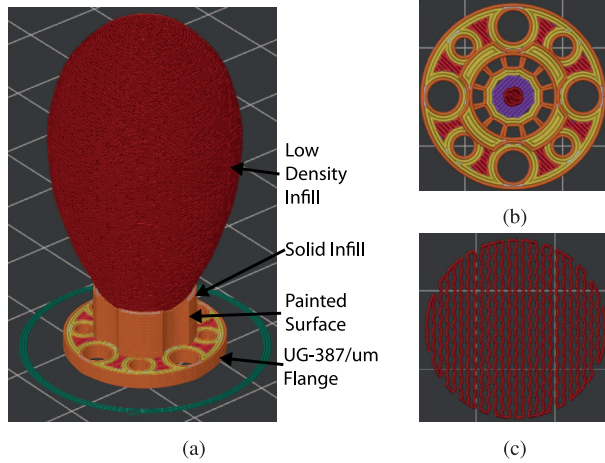 Low
Density
Infill
Solid Infill
Painted
Surface
UG-387/um
Flange
(a)
(b)
(c)